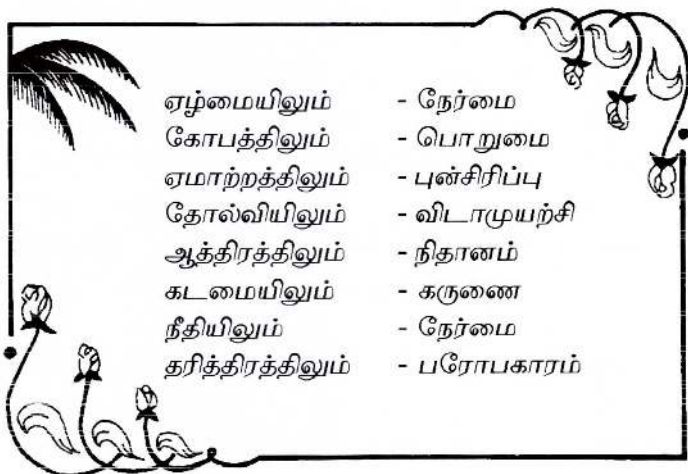 ஏழ்மையிலும் - நேர்மை
கோபத்திலும் - பொறுமை
ஏமாற்றத்திலும் - புன்சிரிப்பு
தோல்வியிலும் - விடாமுயற்சி
ஆத்திரத்திலும் - நிதானம்
கடமையிலும் - கருணை
நீதியிலும் - நேர்மை
தரித்திரத்திலும் - பரோபகாரம்